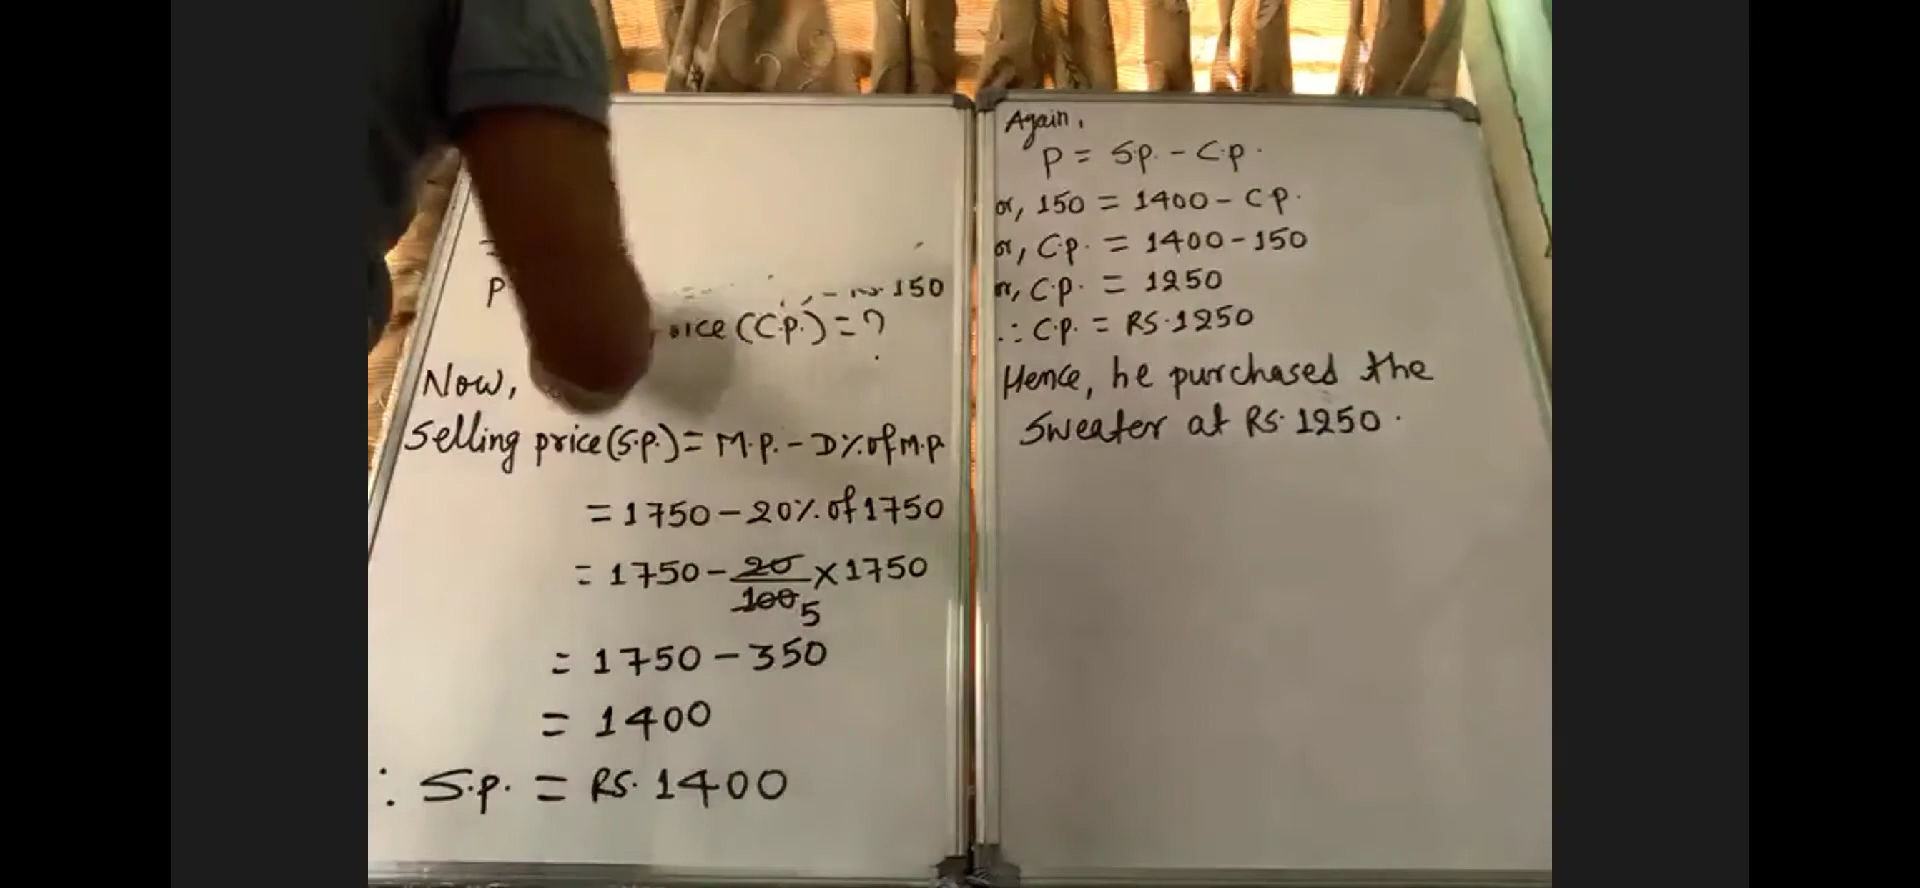 P
150
(C.P.) = ?
Now,
Selling price (S.P.) = M.P. - D% of M.P.
= 1750 - 20% of 1750
= 1750 - 20/100 5 × 1750
= 1750 - 350
= 1400
∴ S.P. = RS. 1400
Again,
P = S.P. - C.P.
or, 150 = 1400 - C.P.
or, C.P. = 1400 - 150
or, C.P. = 1250
∴ C.P. = RS. 1250
Hence, he purchased the
Sweater at Rs. 1250.